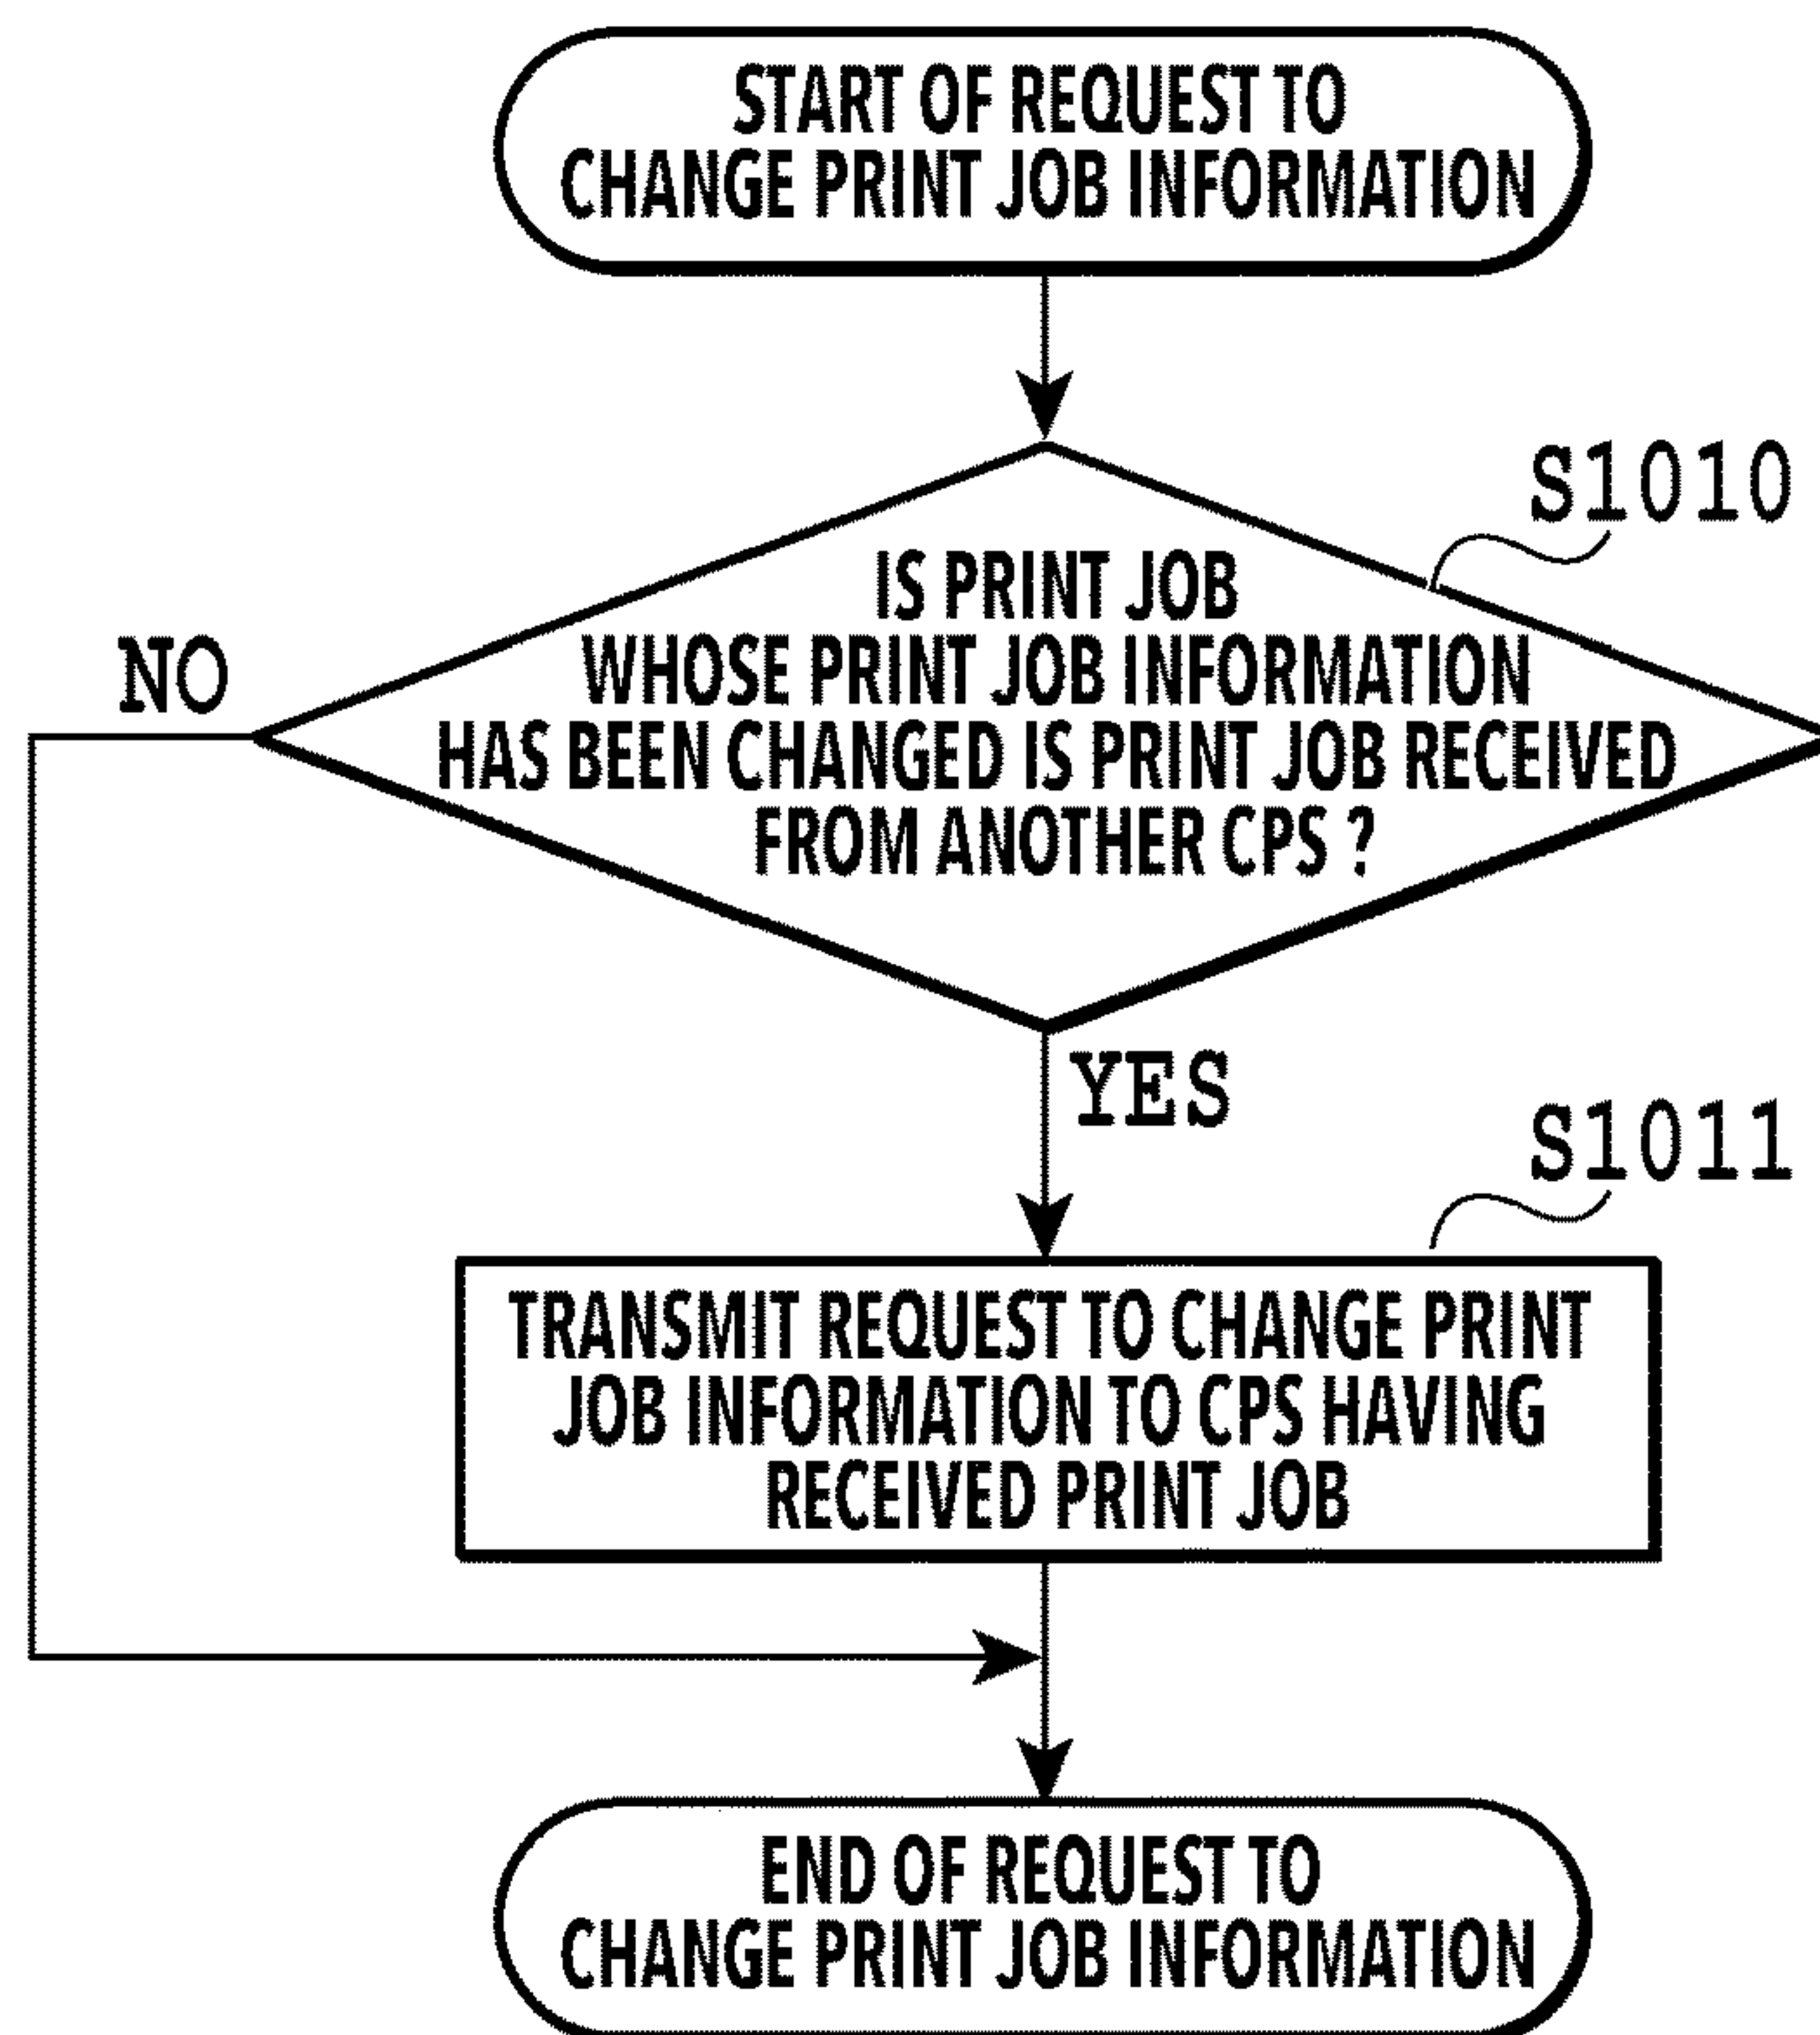 START OF REQUEST TO
CHANGE PRINT JOB INFORMATION
S1010
IS PRINT JOB
WHOSE PRINT JOB INFORMATION
HAS BEEN CHANGED IS PRINT JOB RECEIVED
FROM ANOTHER CPS ?
NO
YES
S1011
TRANSMIT REQUEST TO CHANGE PRINT
JOB INFORMATION TO CPS HAVING
RECEIVED PRINT JOB
END OF REQUEST TO
CHANGE PRINT JOB INFORMATION